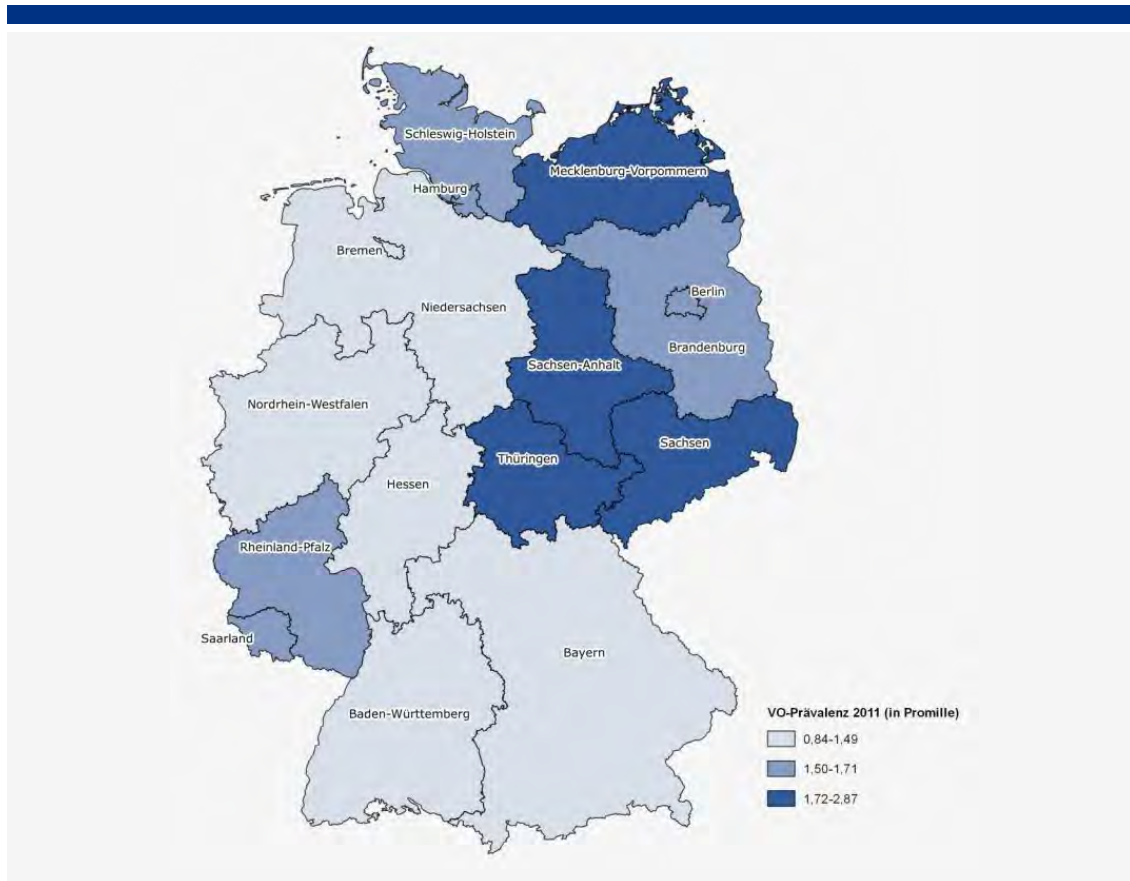 Schleswig-Holstein
Mecklenburg-Vorpommern
Hamburg
Bremen
Berlin
Niedersachsen
Brandenburg
Sachsen-Anhalt
Nordrhein-Westfalen
Sachsen
Thüringen
Hessen
Rheinland-Pfalz
Saarland
Bayern
Baden-Württemberg
VO-Prävalenz 2011 (in Promille)
0,84-1,49
1,50-1,71
1,72-2,87